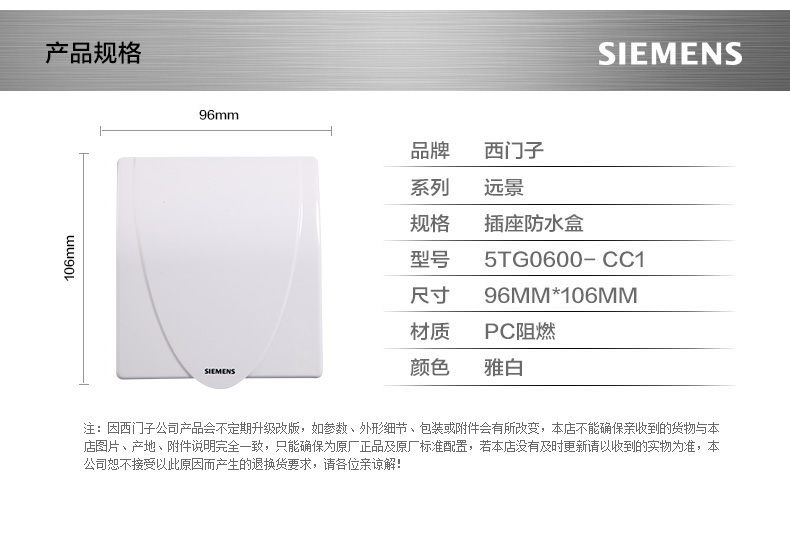 产品规格
SIEMENS
96mm
106mm
SIEMENS
品牌 西门子
系列 远景
规格 插座防水盒
型号 5TG0600- CC1
尺寸 96MM*106MM
材质 PC阻燃
颜色 雅白
注：因西门子公司产品会不定期升级改版，如参数、外形细节、包装或附件会有所改变，本店不能确保亲收到的货物与本
店图片、产地、附件说明完全一致，只能确保为原厂正品及原厂标准配置，若本店没有及时更新请以收到的实物为准，本
公司恕不接受以此原因而产生的退换货要求，请各位亲谅解！